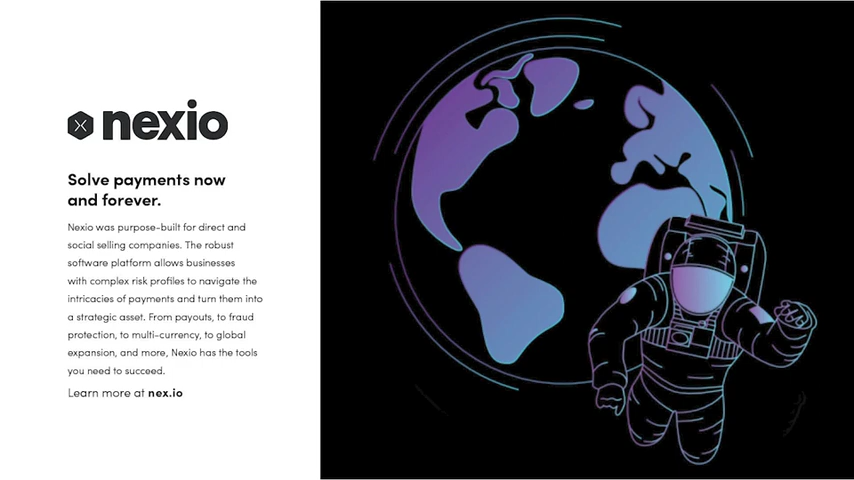 nexio
Solve payments now
and forever.
Nexio was purpose-built for direct and
social selling companies. The robust
software platform allows businesses
with complex risk profiles to navigate the
intricacies of payments and turn them into
a strategic asset. From payouts, to fraud
protection, to multi-currency, to global
expansion, and more, Nexio has the tools
you need to succeed.
Learn more at nex.io